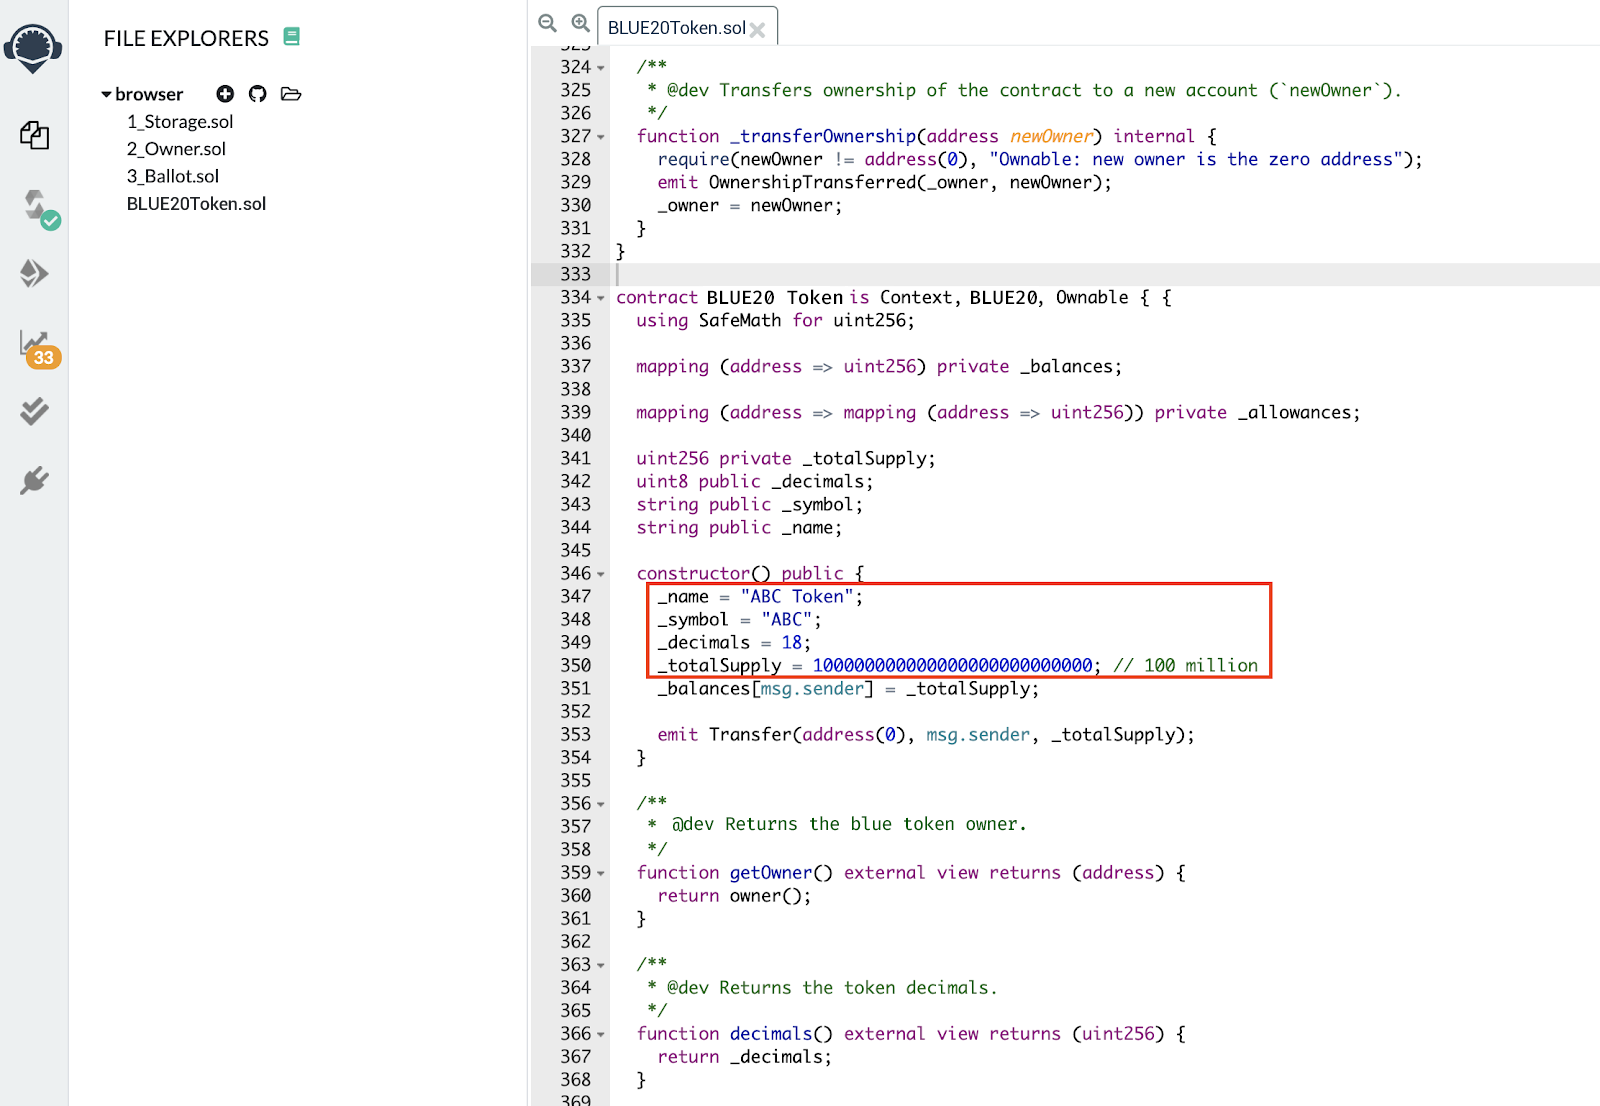 FILE EXPLORERS
browser
1_Storage.sol
2_Owner.sol
3_Ballot.sol
BLUE20Token.sol
33
BLUE20Token.sol
323
324 /**
325 * @dev Transfers ownership of the contract to a new account (`newOwner`).
326 */
327 function _transferOwnership(address newOwner) internal {
328 require(newOwner != address(0), "Ownable: new owner is the zero address");
329 emit OwnershipTransferred(_owner, newOwner);
330 _owner = newOwner;
331 }
332 }
333
334 contract BLUE20 Token is Context, BLUE20, Ownable { {
335 using SafeMath for uint256;
336
337 mapping (address => uint256) private _balances;
338
339 mapping (address => mapping (address => uint256)) private _allowances;
340
341 uint256 private _totalSupply;
342 uint8 public _decimals;
343 string public _symbol;
344 string public _name;
345
346 constructor() public {
347 _name = "ABC Token";
348 _symbol = "ABC";
349 _decimals = 18;
350 _totalSupply = 100000000000000000000000000; // 100 million
351 _balances[msg.sender] = _totalSupply;
352
353 emit Transfer(address(0), msg.sender, _totalSupply);
354 }
355
356 /**
357 * @dev Returns the blue token owner.
358 */
359 function getOwner() external view returns (address) {
360 return owner();
361 }
362
363 /**
364 * @dev Returns the token decimals.
365 */
366 function decimals() external view returns (uint256) {
367 return _decimals;
368 }
369